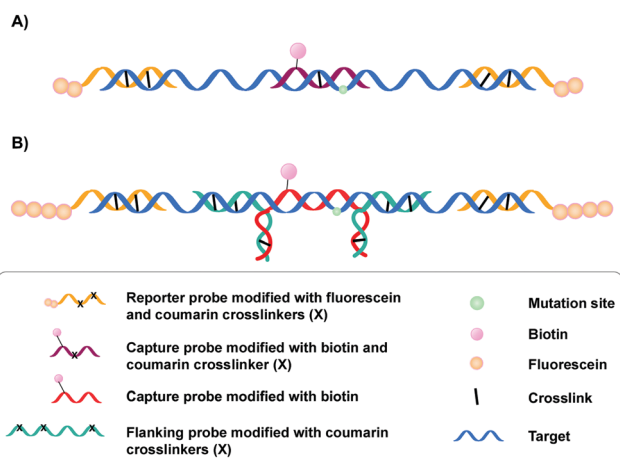 A)
B)
Reporter probe modified with fluorescein
and coumarin crosslinkers (X)
Capture probe modified with biotin and
coumarin crosslinker (X)
Capture probe modified with biotin
Flanking probe modified with coumarin
crosslinkers (X)
X X
X
X X X
Mutation site
Biotin
Fluorescein
Crosslink
Target